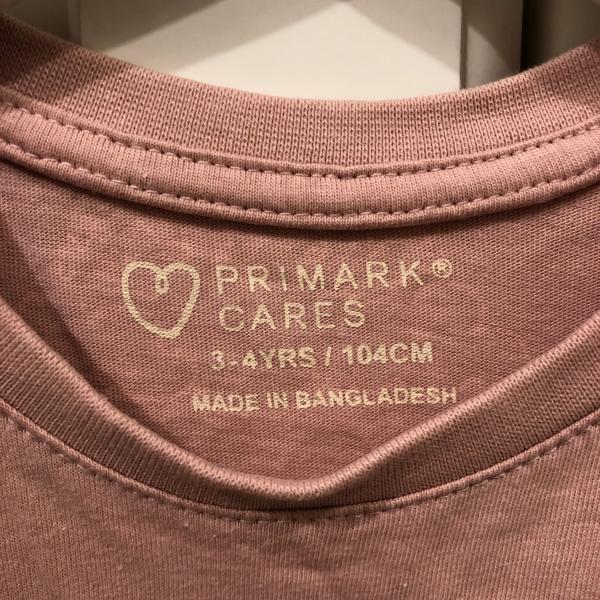 PRIMARK®
CARES
3-4YRS / 104CM
MADE IN BANGLADESH